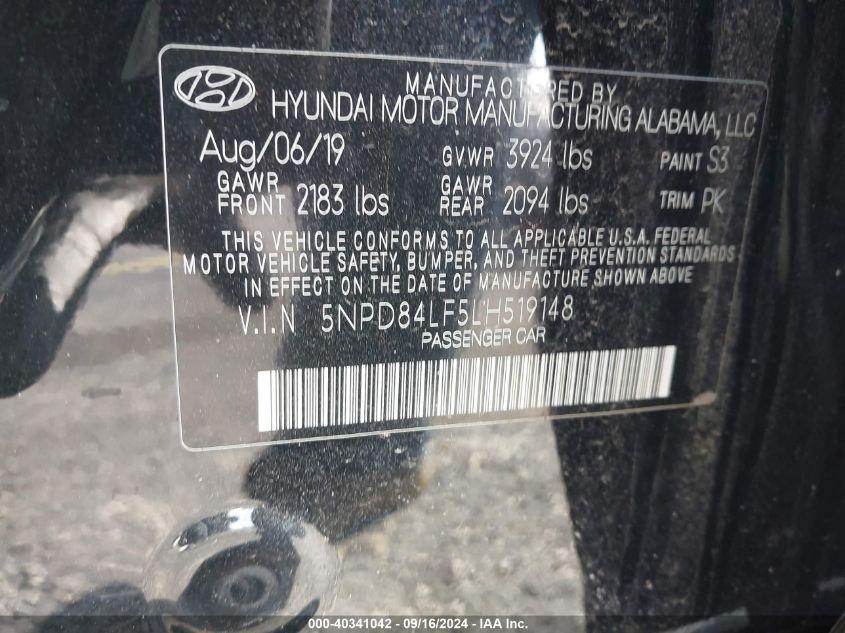 MANUFACTURED BY
HYUNDAI MOTOR MANUFACTURING ALABAMA, LLC
Aug/06/19 GVWR 3924 lbs PAINT S3
GAWR FRONT 2183 lbs GAWR REAR 2094 lbs TRIM PK
THIS VEHICLE CONFORMS TO ALL APPLICABLE U.S.A. FEDERAL
MOTOR VEHICLE SAFETY, BUMPER, AND THEFT PREVENTION STANDARDS
IN EFFECT ON THE DATE OF MANUFACTURE SHOWN ABOVE
V.I.N 5NPD84LF5LH519148
PASSENGER CAR
000-40341042 - 09/16/2024 - IAA Inc.